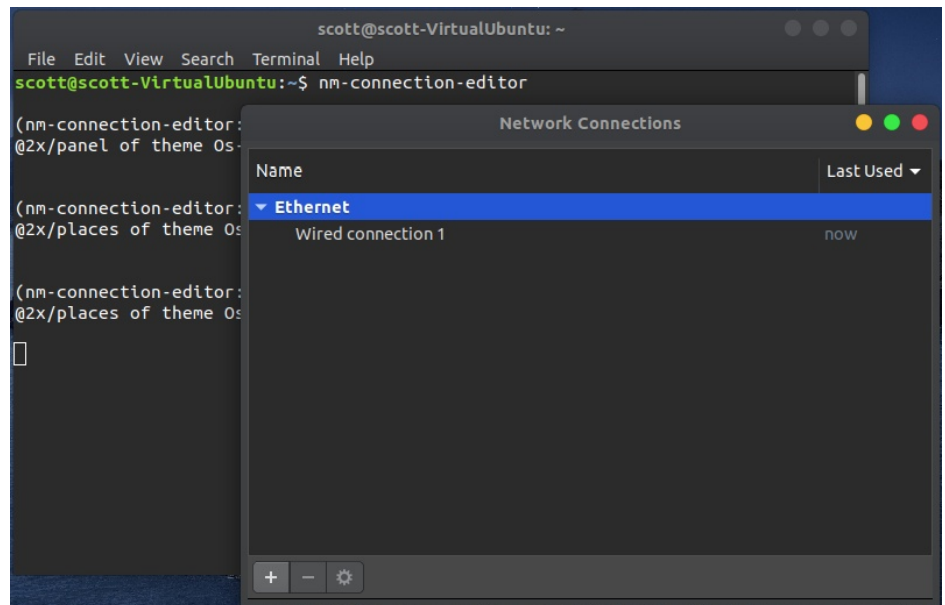 scott@scott-VirtualUbuntu: ~
File Edit View Search Terminal Help
scott@scott-VirtualUbuntu:~$ nm-connection-editor
(nm-connection-editor:
@2x/panel of theme Os-
(nm-connection-editor:
@2x/places of theme Os
(nm-connection-editor:
@2x/places of theme Os
Network Connections
Name Last Used
Ethernet
Wired connection 1 now